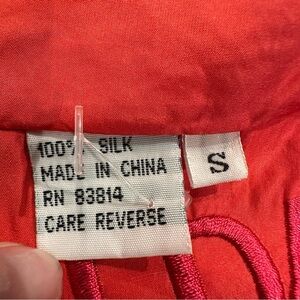 100% SILK
MADE IN CHINA
RN 83814
CARE REVERSE
S